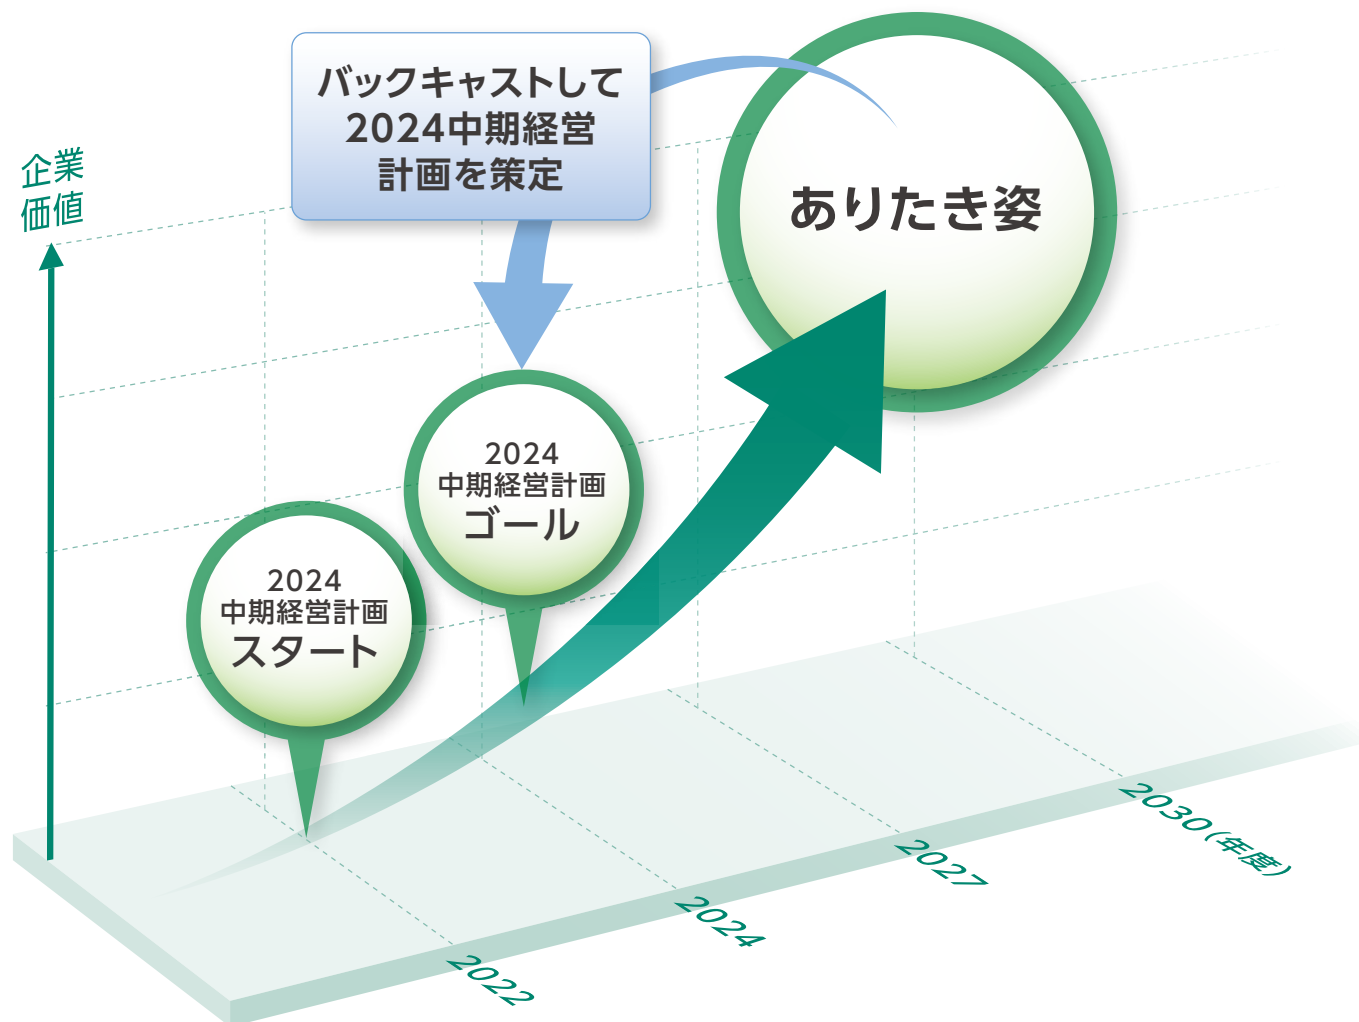 バックキャストして
2024中期経営
計画を策定
ありたき姿
企業
価値
2024
中期経営計画
ゴール
2024
中期経営計画
スタート
2022
2024
2027
2030(年度)